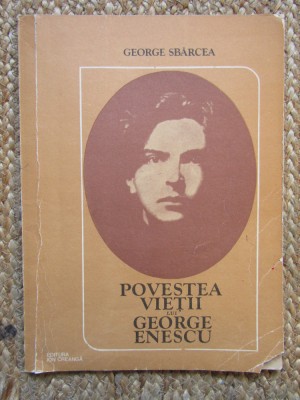 GEORGE SBÂRCEA
POVESTEA
VIEȚII
LUI
GEORGE
ENESCU
EDITURA
ION CREANGĂ